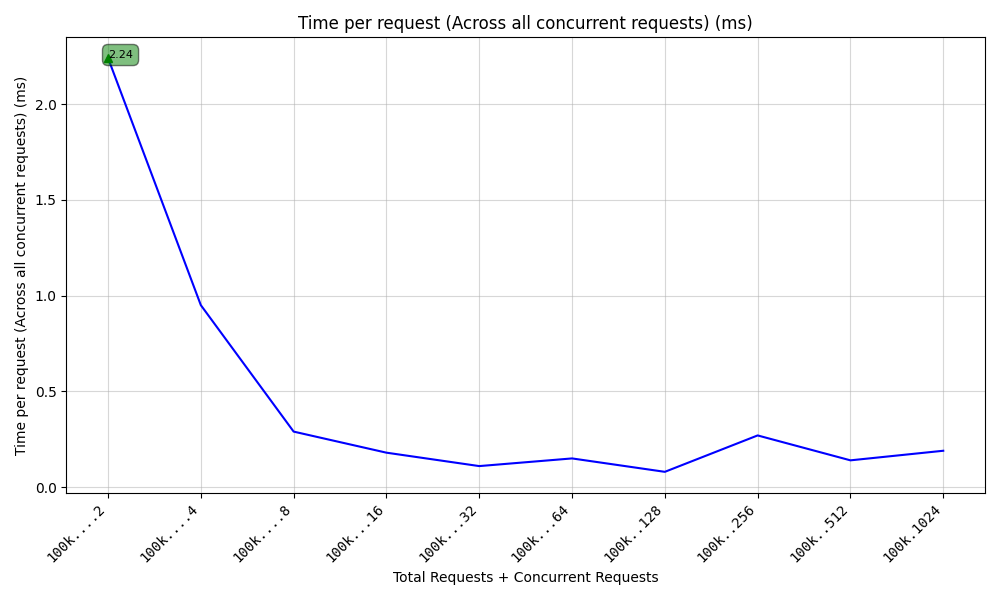 Time per request (Across all concurrent requests) (ms)
2.24
Time per request (Across all concurrent requests) (ms)
2.0
1.5
1.0
0.5
0.0
100k....2
100k....4
100k....8
100k...16
100k...32
100k...64
100k..128
100k..256
100k..512
100k.1024
Total Requests + Concurrent Requests